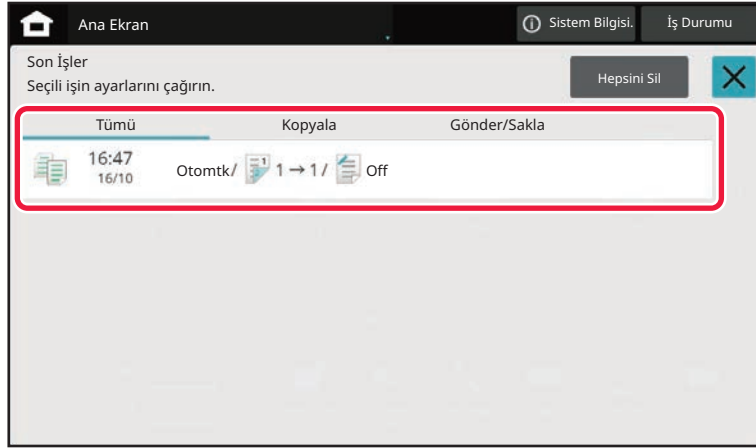 Ana Ekran
Sistem Bilgisi.
İş Durumu
Son İşler
Seçili işin ayarlarını çağırın.
Hepsini Sil
Tümü Kopyala Gönder/Sakla
16:47
16/10
Otomtk/ 1→1/ Off